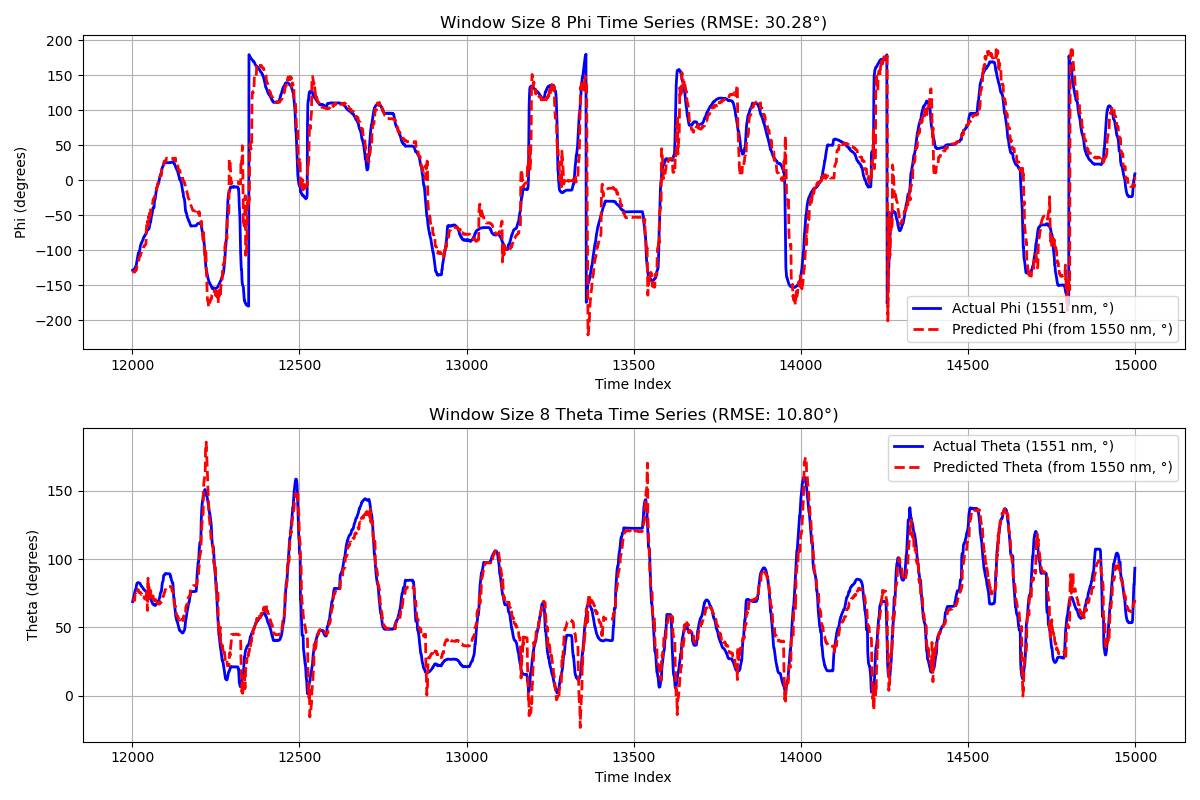 Window Size 8 Phi Time Series (RMSE: 30.28°)
Phi (degrees)
200
150
100
50
0
−50
−100
−150
−200
Actual Phi (1551 nm, °)
Predicted Phi (from 1550 nm, °)
12000 12500 13000 13500 14000 14500 15000
Time Index
Window Size 8 Theta Time Series (RMSE: 10.80°)
Theta (degrees)
Actual Theta (1551 nm, °)
Predicted Theta (from 1550 nm, °)
150
100
50
0
12000 12500 13000 13500 14000 14500 15000
Time Index